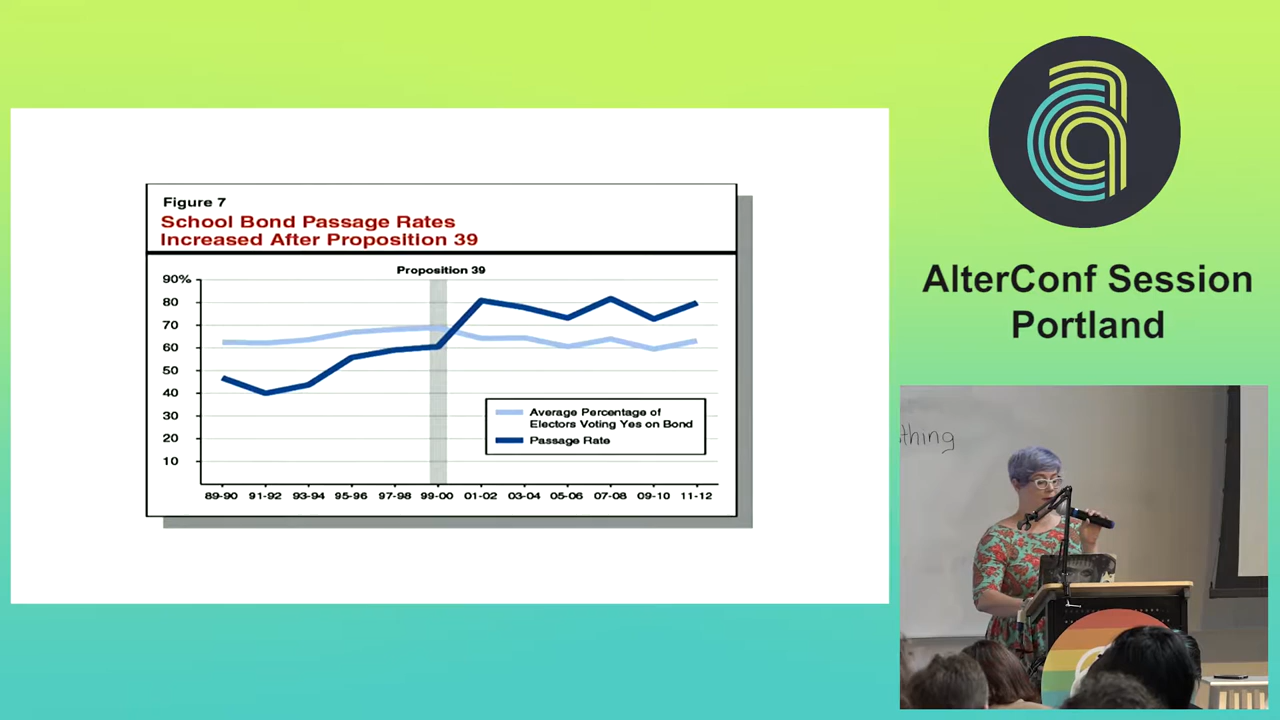 Figure 7
School Bond Passage Rates
Increased After Proposition 39
Proposition 39
90%
80
70
60
50
40
30
20
10
Average Percentage of
Electors Voting Yes on Bond
Passage Rate
89-90 91-92 93-94 95-96 97-98 99-00 01-02 03-04 05-06 07-08 09-10 11-12
AlterConf Session
Portland
thing